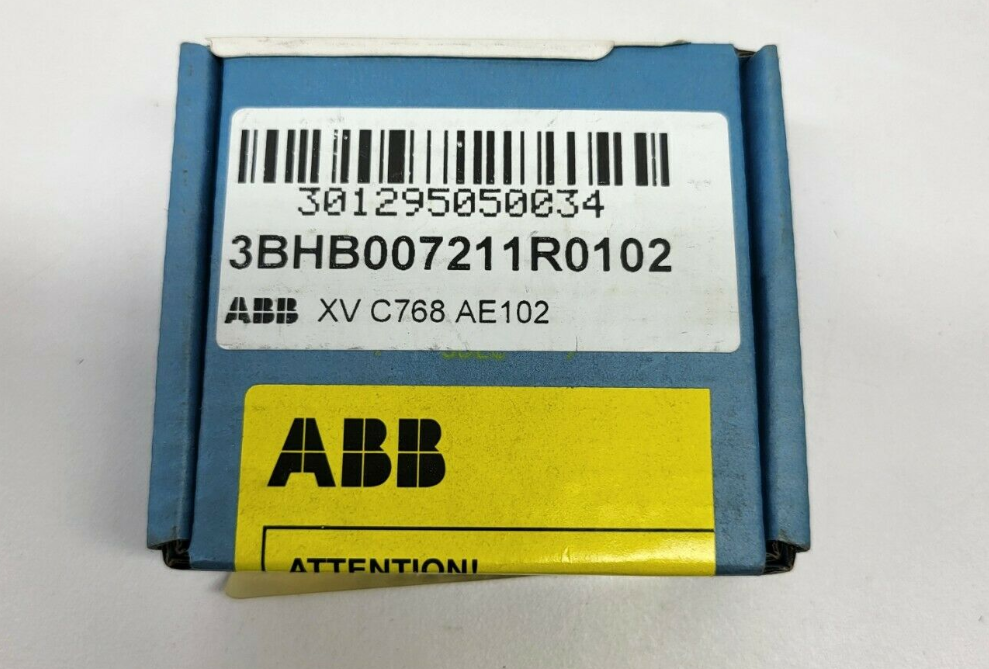 301295050034
3BHB007211R0102
ABB XV C768 AE102
ABB
ATTENTION!